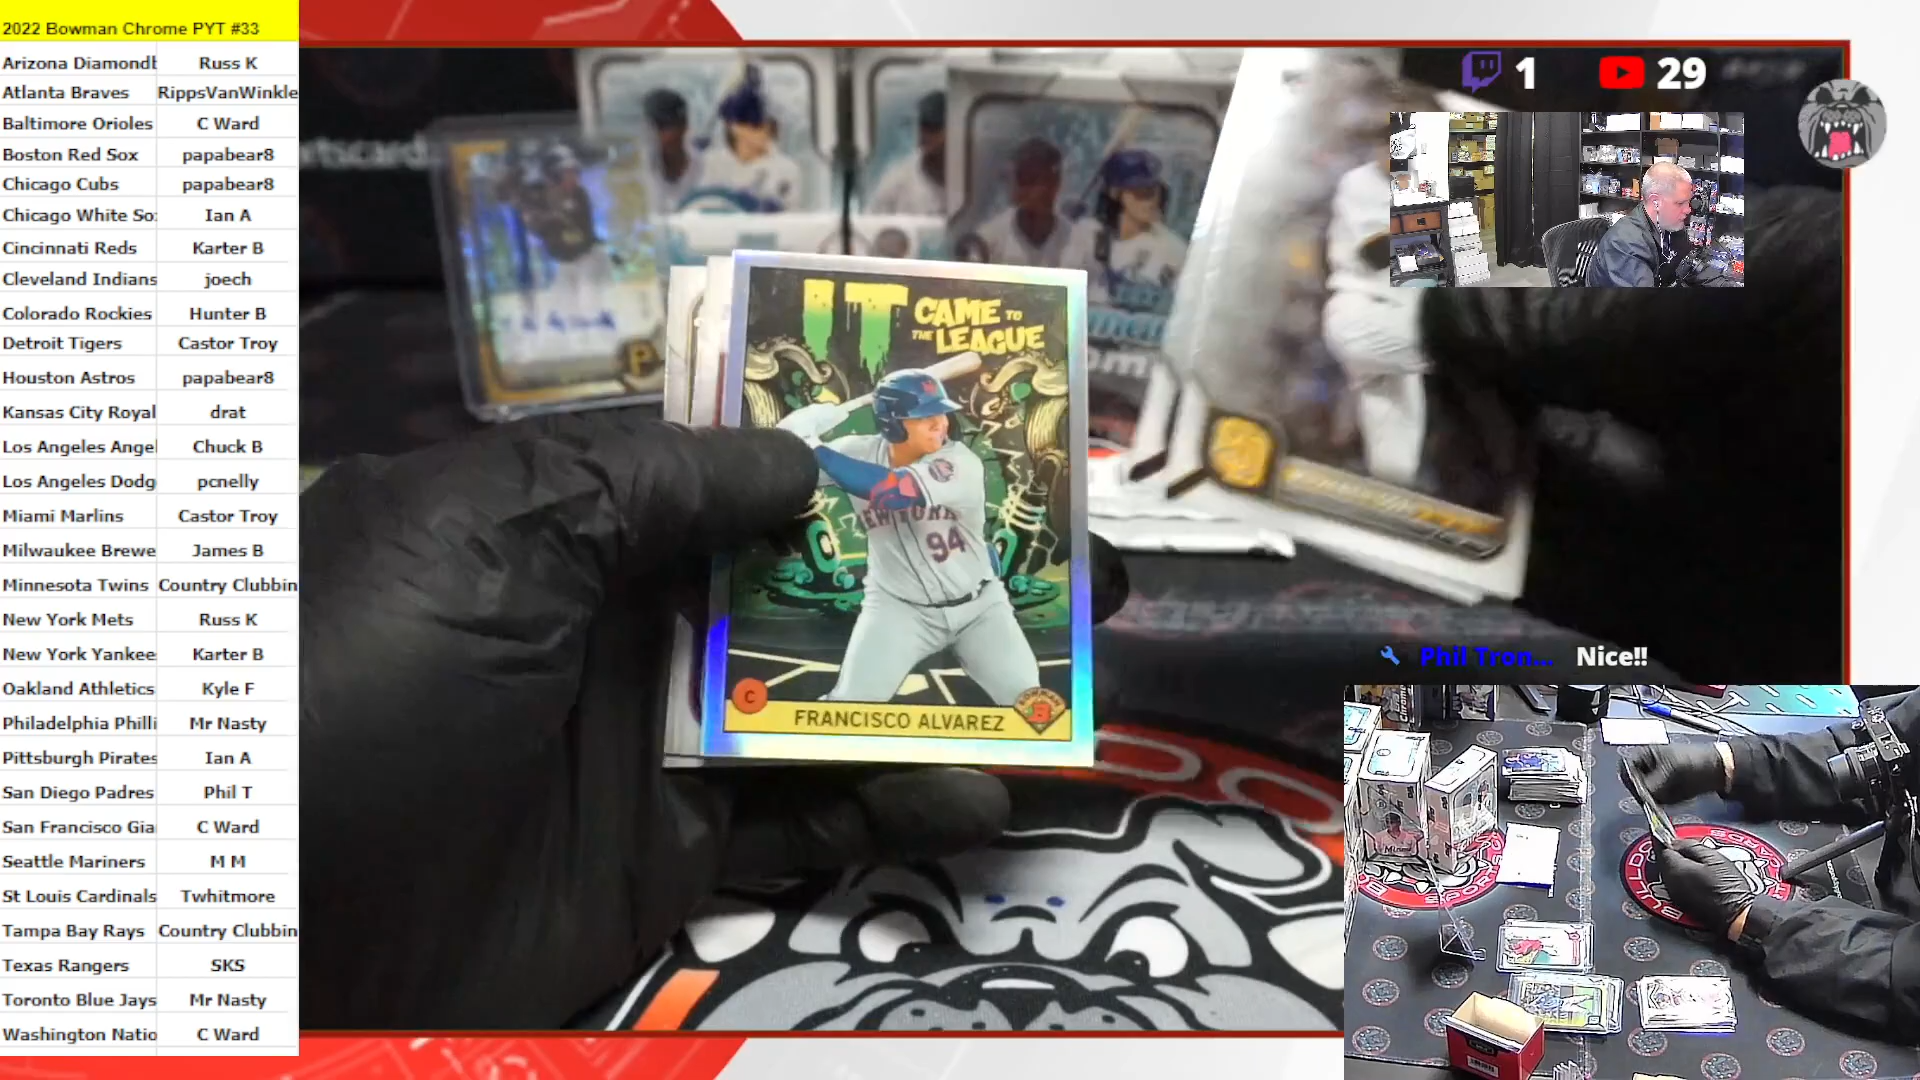 2022 Bowman Chrome PYT #33
Arizona Diamondb Russ K
Atlanta Braves RippsVanWinkle
Baltimore Orioles C Ward
Boston Red Sox papabear8
Chicago Cubs papabear8
Chicago White So Ian A
Cincinnati Reds Karter B
Cleveland Indians joech
Colorado Rockies Hunter B
Detroit Tigers Castor Troy
Houston Astros papabear8
Kansas City Royal drat
Los Angeles Angel Chuck B
Los Angeles Dodg pcnelly
Miami Marlins Castor Troy
Milwaukee Brewe James B
Minnesota Twins Country Clubbin
New York Mets Russ K
New York Yankee Karter B
Oakland Athletics Kyle F
Philadelphia Philli Mr Nasty
Pittsburgh Pirates Ian A
San Diego Padres Phil T
San Francisco Gia C Ward
Seattle Mariners M M
St Louis Cardinals Twhitmore
Tampa Bay Rays Country Clubbin
Texas Rangers SKS
Toronto Blue Jays Mr Nasty
Washington Natio C Ward
1 29
IT CAME TO
THE LEAGUE
NEW YORK
94
C
BOWMAN
B
FRANCISCO ALVAREZ
Phil Tron... Nice!!